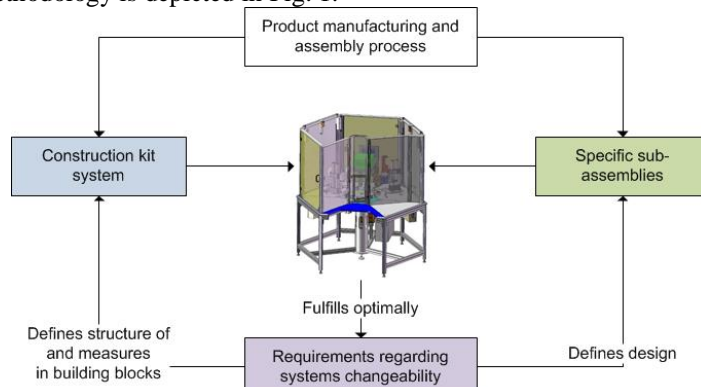 thodology is depicted in Fig. 1.
Product manufacturing and
assembly process
Construction kit
system
Specific sub-
assemblies
Fulfills optimally
Defines structure of
and measures
in building blocks
Requirements regarding
systems changeability
Defines design